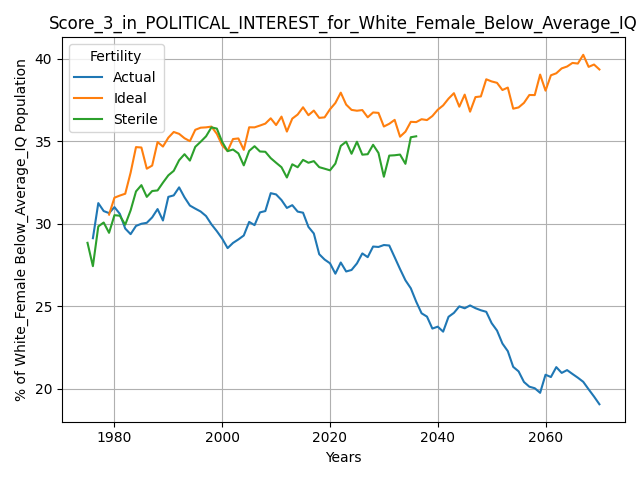 Score_3_in_POLITICAL_INTEREST_for_White_Female_Below_Average_IQ
% of White_Female Below_Average_IQ Population
40
35
30
25
20
Fertility
Actual
Ideal
Sterile
1980 2000 2020 2040 2060
Years